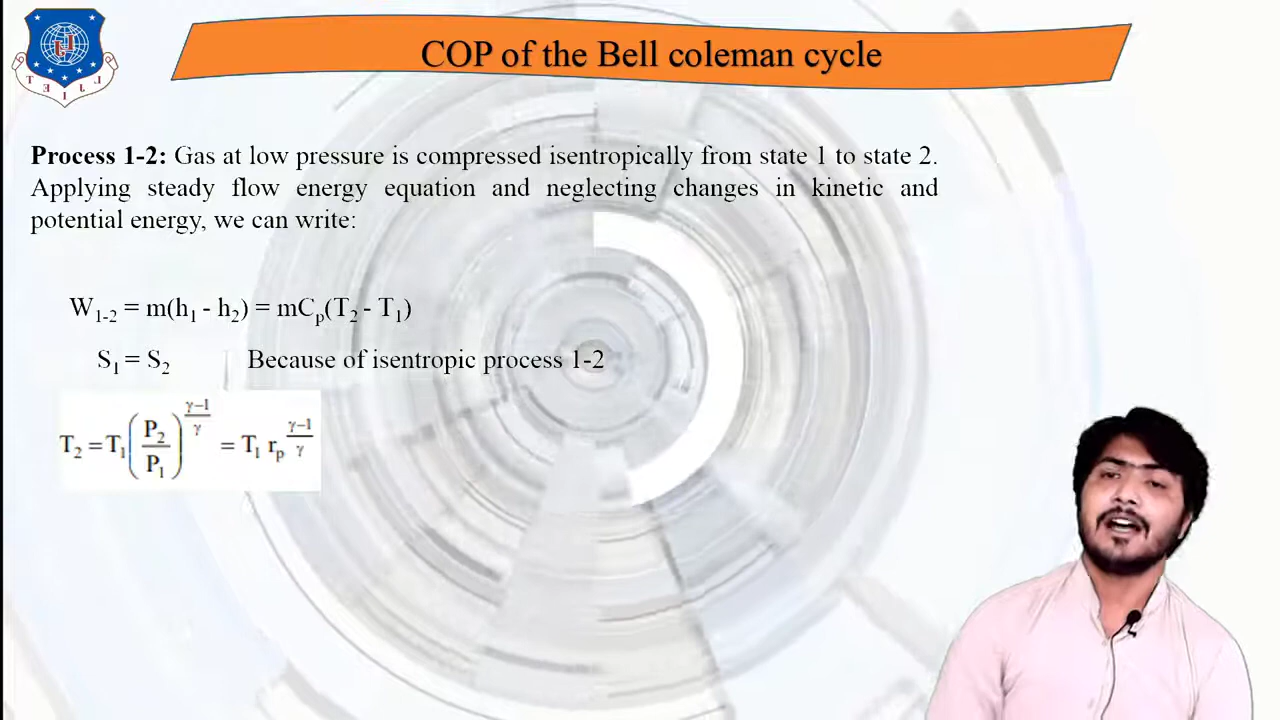 COP of the Bell coleman cycle
Process 1-2: Gas at low pressure is compressed isentropically from state 1 to state 2.
Applying steady flow energy equation and neglecting changes in kinetic and
potential energy, we can write:
W₁₋₂ = m(h₁ - h₂) = mCₚ(T₂ - T₁)
S₁ = S₂ Because of isentropic process 1-2
T₂ = T₁(P₂/P₁)^((γ−1)/γ) = T₁ rₚ^((γ−1)/γ)